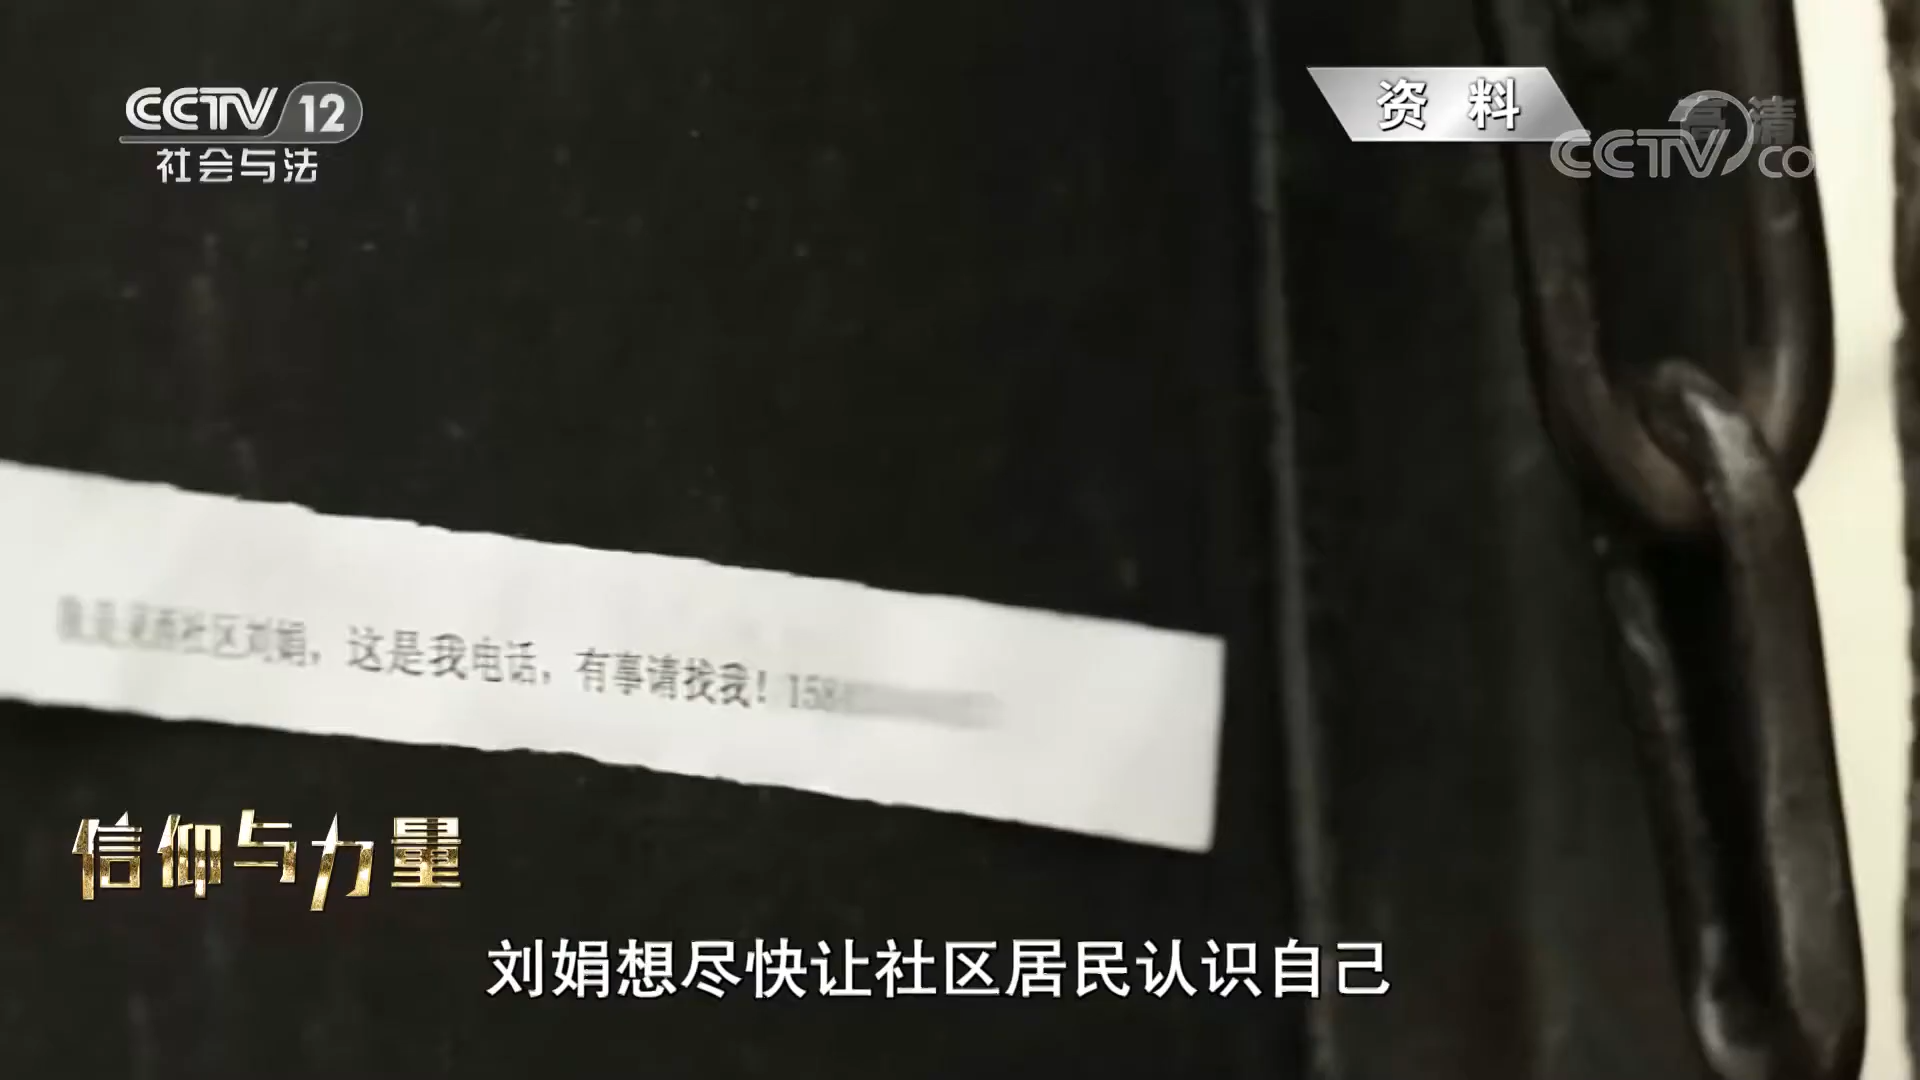 CCTV 12
社会与法
资料
高清
CCTV CO
是 社区刘娟，这是我电话，有事请找我！158
信仰与力量
刘娟想尽快让社区居民认识自己